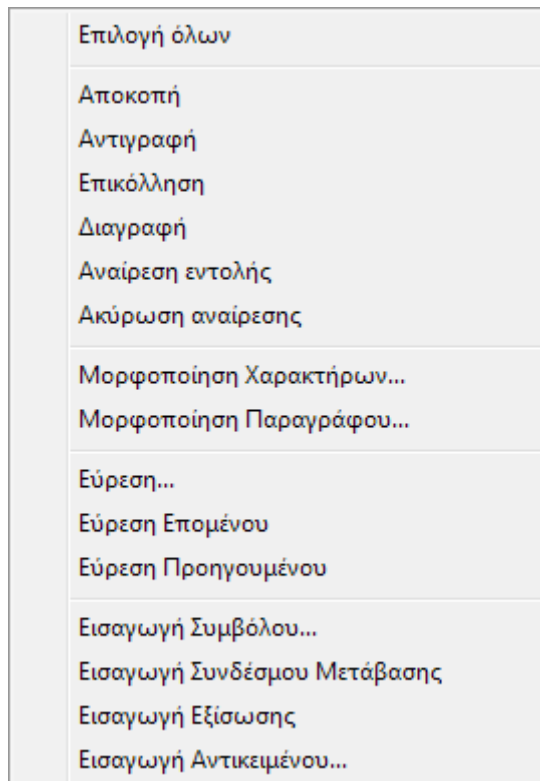 Επιλογή όλων
Αποκοπή
Αντιγραφή
Επικόλληση
Διαγραφή
Αναίρεση εντολής
Ακύρωση αναίρεσης
Μορφοποίηση Χαρακτήρων...
Μορφοποίηση Παραγράφου...
Εύρεση...
Εύρεση Επομένου
Εύρεση Προηγουμένου
Εισαγωγή Συμβόλου...
Εισαγωγή Συνδέσμου Μετάβασης
Εισαγωγή Εξίσωσης
Εισαγωγή Αντικειμένου...